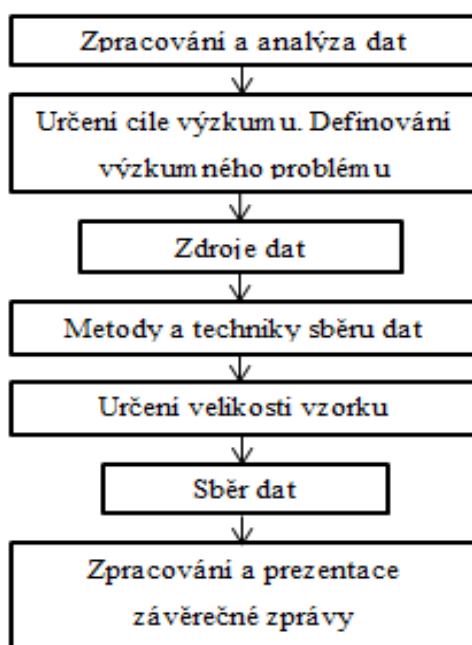 Zpracování a analýza dat
Určení cíle výzkumu. Definování
výzkumného problému
Zdroje dat
Metody a techniky sběru dat
Určení velikosti vzorku
Sběr dat
Zpracování a prezentace
závěrečné zprávy